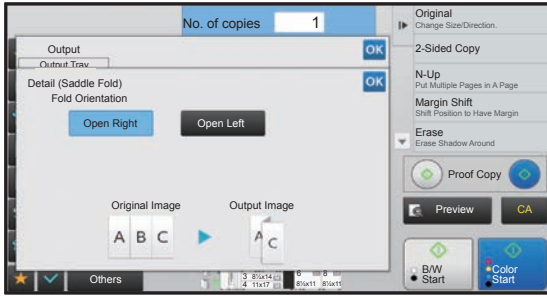 No. of copies 1
Output
OK
Output Tray
Detail (Saddle Fold)
OK
Fold Orientation
Open Right
Open Left
Original Image
Output Image
A B C
A C
Others
3 8½x14
4 11x17
6
8½x11
8
8½x11
Original
Change Size/Direction.
2-Sided Copy
N-Up
Put Multiple Pages in A Page
Margin Shift
Shift Position to Have Margin
Erase
Erase Shadow Around
Proof Copy
Preview
CA
B/W
Start
Color
Start